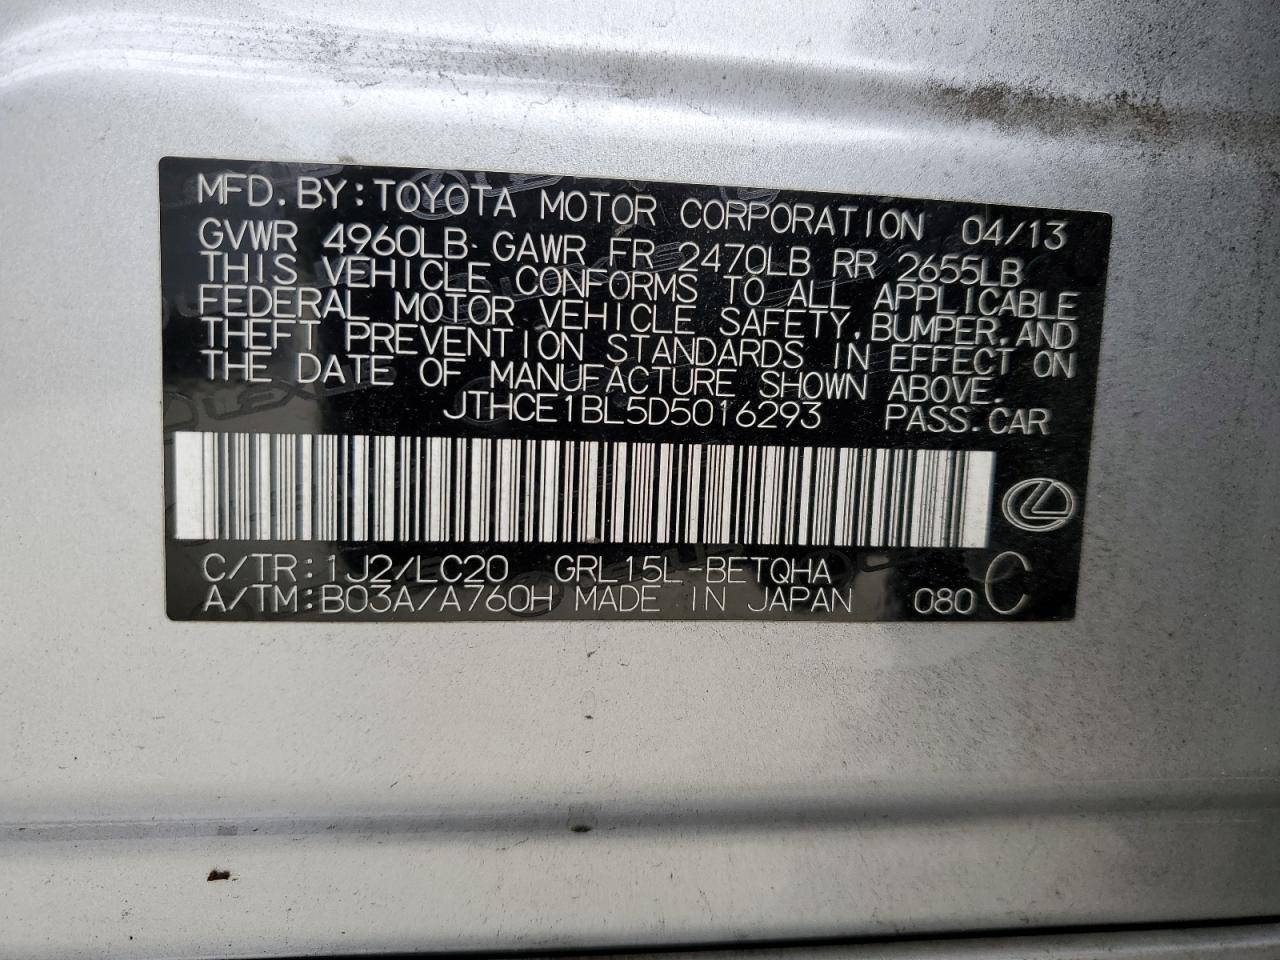 MFD. BY: TOYOTA MOTOR CORPORATION 04/13
GVWR 4960LB GAWR FR 2470LB RR 2655LB
THIS VEHICLE CONFORMS TO ALL APPLICABLE
FEDERAL MOTOR VEHICLE SAFETY, BUMPER, AND
THEFT PREVENTION STANDARDS IN EFFECT ON
THE DATE OF MANUFACTURE SHOWN ABOVE.
JTHCE1BL5D5016293 PASS. CAR
C/TR: 1J2/LC20 GRL15L-BETQHA
A/TM: B03A/A760H MADE IN JAPAN 080 C